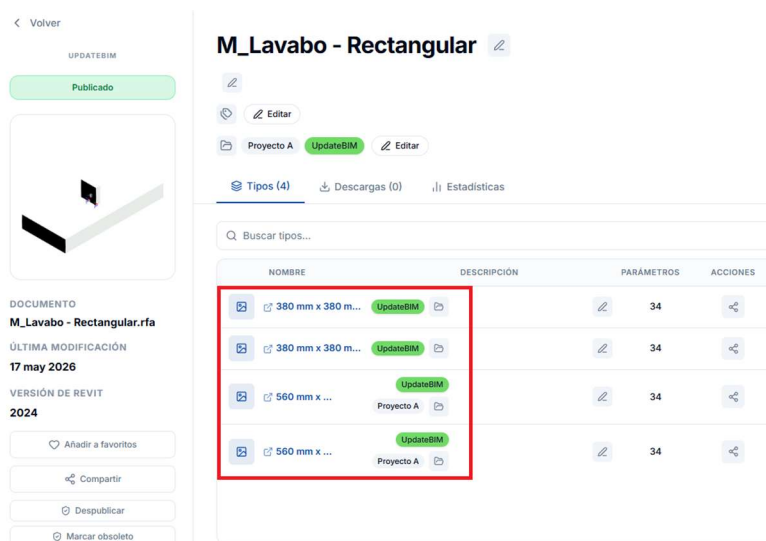 Volver
UPDATEBIM
Publicado
DOCUMENTO
M_Lavabo - Rectangular.rfa
ÚLTIMA MODIFICACIÓN
17 may 2026
VERSIÓN DE REVIT
2024
Añadir a favoritos
Compartir
Despublicar
Marcar obsoleto
M_Lavabo - Rectangular
Editar
Proyecto A UpdateBIM Editar
Tipos (4) Descargas (0) Estadísticas
Buscar tipos...
NOMBRE DESCRIPCIÓN PARÁMETROS ACCIONES
380 mm x 380 m... UpdateBIM 34
380 mm x 380 m... UpdateBIM 34
UpdateBIM
560 mm x ... 34
Proyecto A
UpdateBIM
560 mm x ... 34
Proyecto A